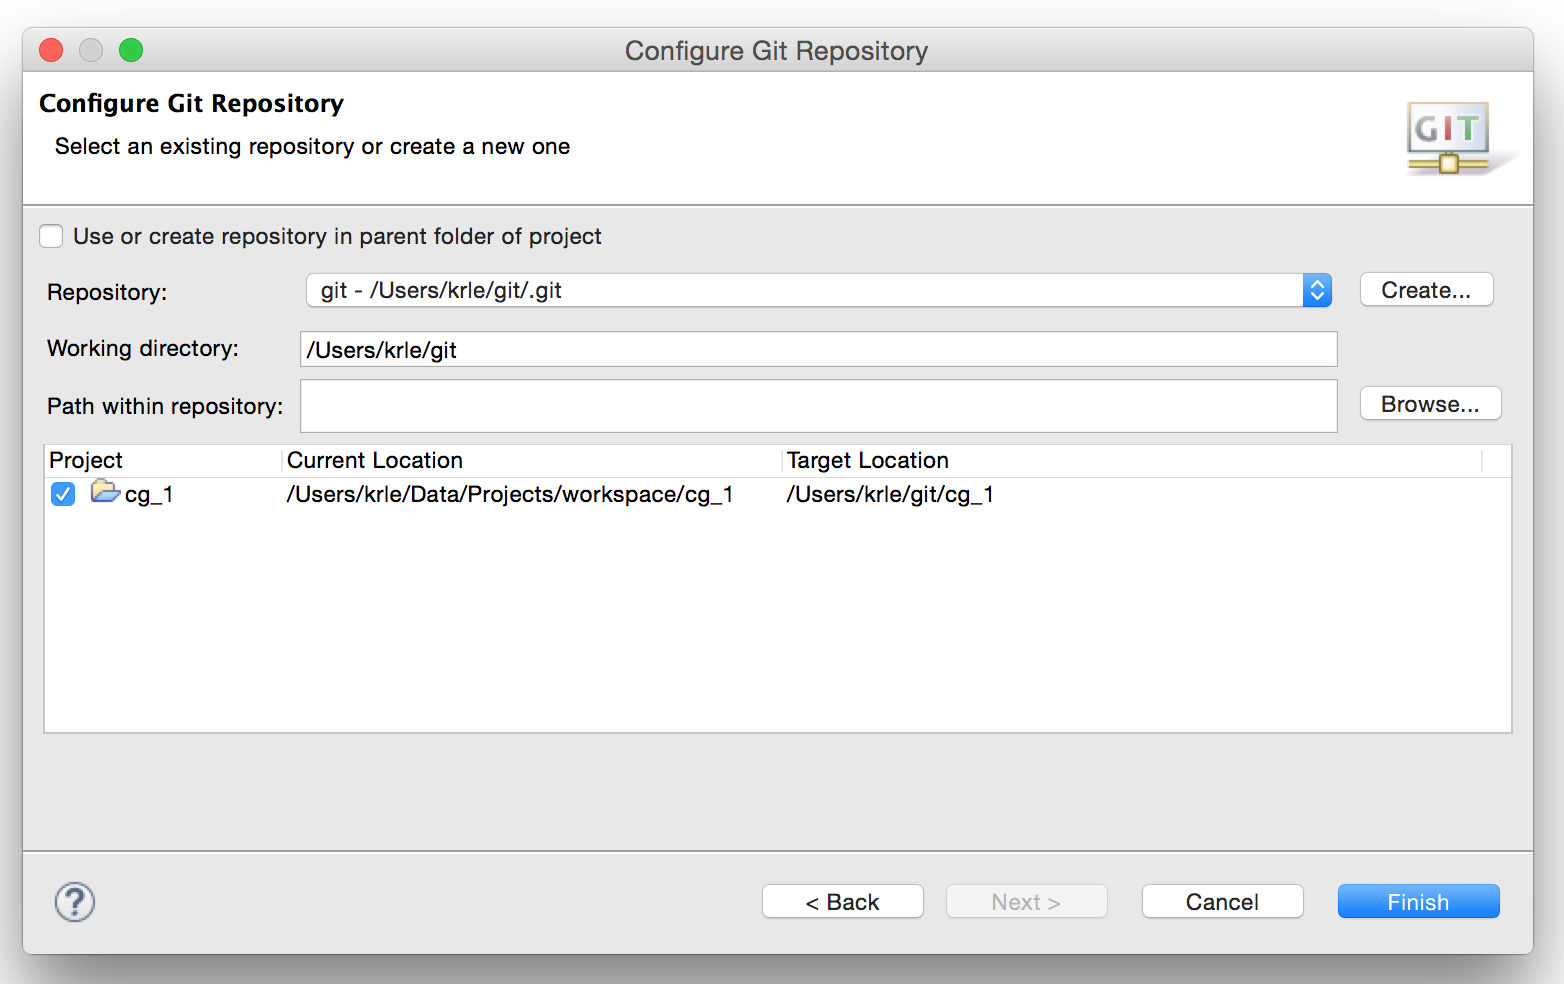 Configure Git Repository
Configure Git Repository
Select an existing repository or create a new one
GIT
Use or create repository in parent folder of project
Repository: git - /Users/krle/git/.git Create...
Working directory: /Users/krle/git
Path within repository: Browse...
Project Current Location Target Location
cg_1 /Users/krle/Data/Projects/workspace/cg_1 /Users/krle/git/cg_1
? < Back Next > Cancel Finish